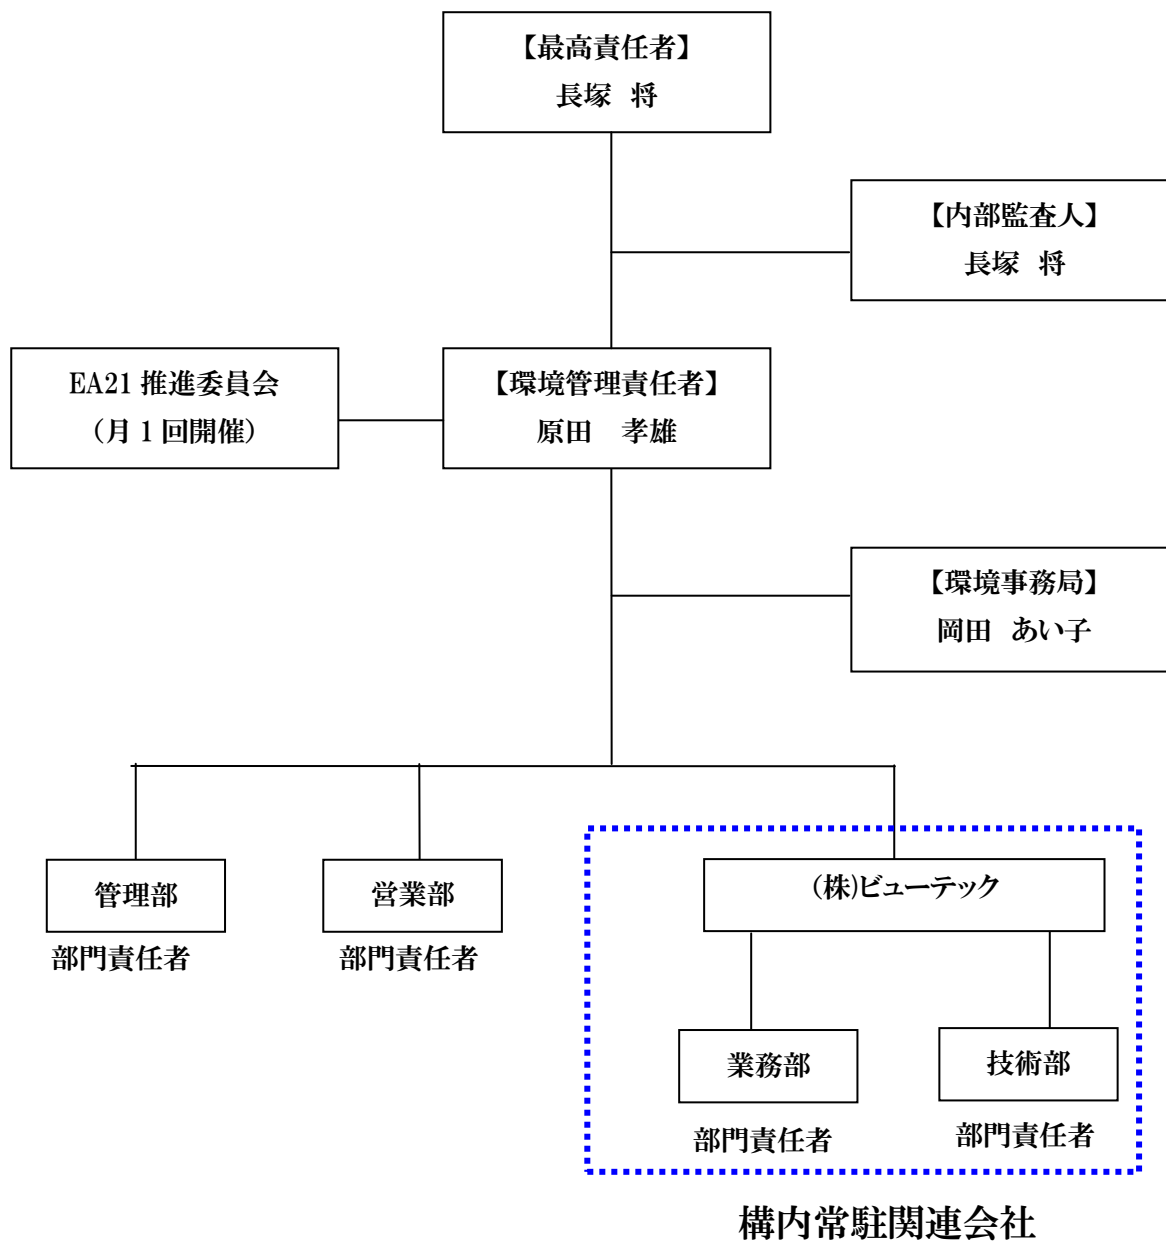 【最高責任者】
長塚 将
【内部監査人】
長塚 将
EA21 推進委員会
（月 1 回開催）
【環境管理責任者】
原田 孝雄
【環境事務局】
岡田 あい子
管理部
部門責任者
営業部
部門責任者
(株)ビューテック
業務部
部門責任者
技術部
部門責任者
構内常駐関連会社